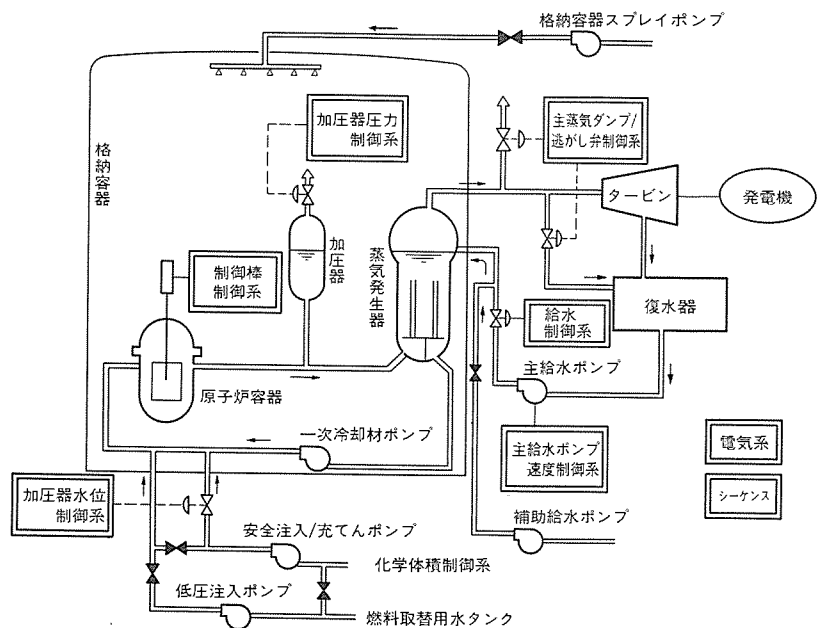 格納容器スプレイポンプ
加圧器圧力
制御系
主蒸気ダンプ/
逃がし弁制御系
格納容器
タービン
発電機
加圧器
蒸気発生器
制御棒
制御系
復水器
給水
制御系
主給水ポンプ
原子炉容器
一次冷却材ポンプ
主給水ポンプ
速度制御系
電気系
加圧器水位
制御系
シーケンス
補助給水ポンプ
安全注入/充てんポンプ
化学体積制御系
低圧注入ポンプ
燃料取替用水タンク